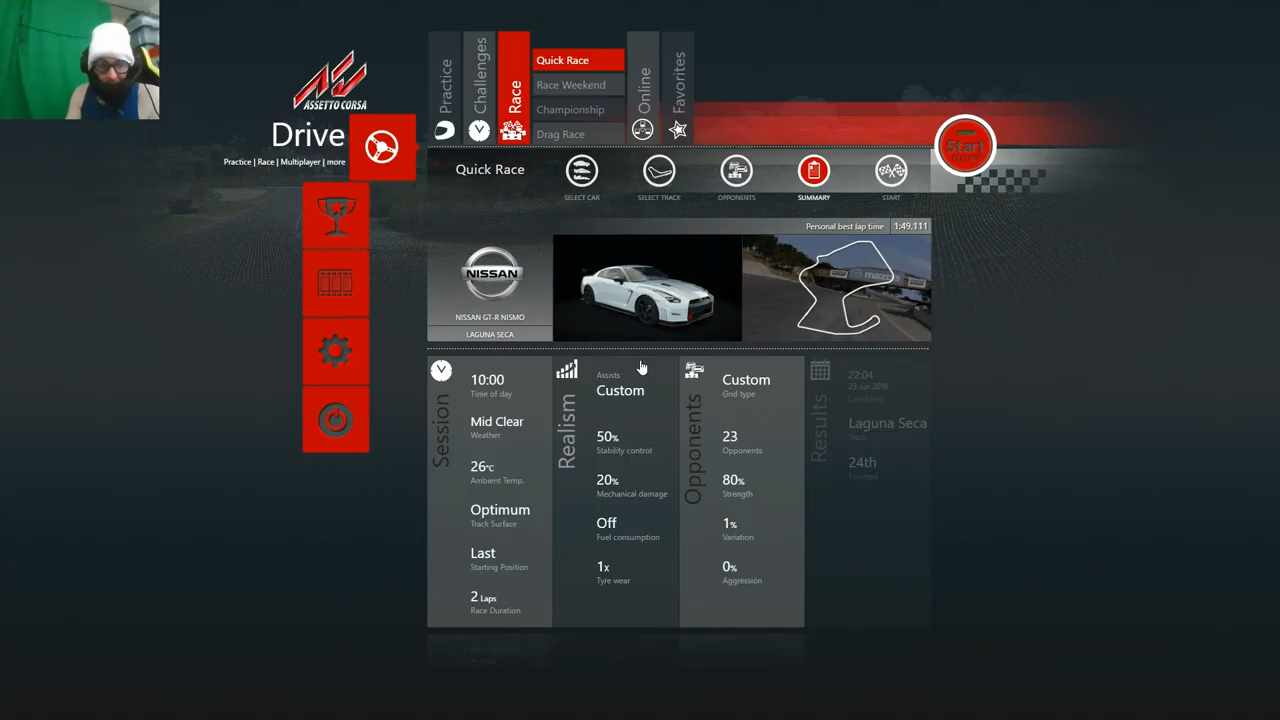 ASSETTO CORSA
Drive
Practice | Race | Multiplayer | more
Practice
Challenges
Race
Quick Race
Race Weekend
Championship
Drag Race
Online
Favorites
Start
Quick Race
SELECT CAR
SELECT TRACK
OPPONENTS
SUMMARY
START
Personal best lap time 1:49.111
NISSAN
NISSAN GT-R NISMO
LAGUNA SECA
Session
10:00
Time of day
Mid Clear
Weather
26°C
Ambient Temp.
Optimum
Track Surface
Last
Starting Position
2 Laps
Race Duration
Realism
Assists
Custom
50%
Stability control
20%
Mechanical damage
Off
Fuel consumption
1x
Tyre wear
Opponents
Custom
Grid type
23
Opponents
80%
Strength
1%
Variation
0%
Aggression
Results
22:04
23 Jun 2019
Last Event
Laguna Seca
Track
24th
Finished